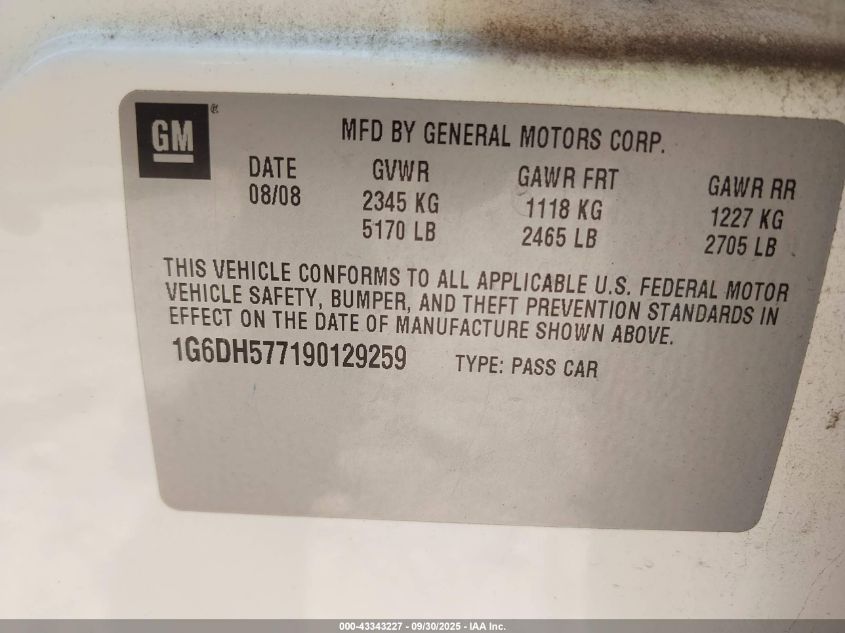 GM ®
MFD BY GENERAL MOTORS CORP.
DATE GVWR GAWR FRT GAWR RR
08/08 2345 KG 1118 KG 1227 KG
5170 LB 2465 LB 2705 LB
THIS VEHICLE CONFORMS TO ALL APPLICABLE U.S. FEDERAL MOTOR
VEHICLE SAFETY, BUMPER, AND THEFT PREVENTION STANDARDS IN
EFFECT ON THE DATE OF MANUFACTURE SHOWN ABOVE.
1G6DH577190129259 TYPE: PASS CAR
000-43343227 - 09/30/2025 - IAA Inc.